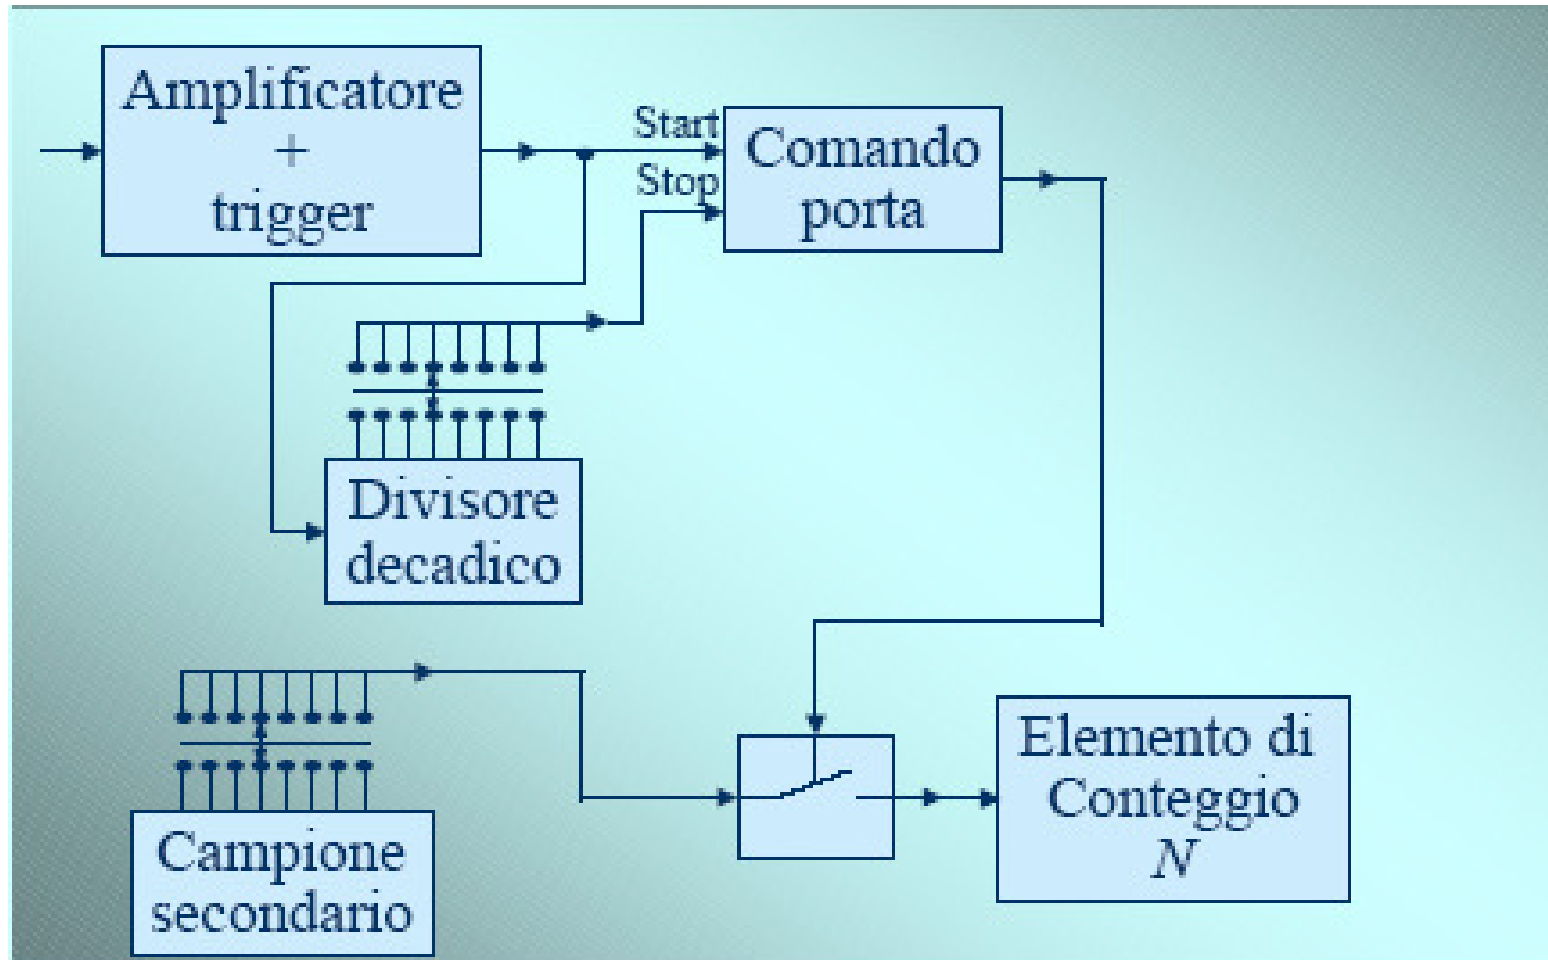 Amplificatore
+
trigger
Start
Stop
Comando
porta
Divisore
decadico
Campione
secondario
Elemento di
Conteggio
N